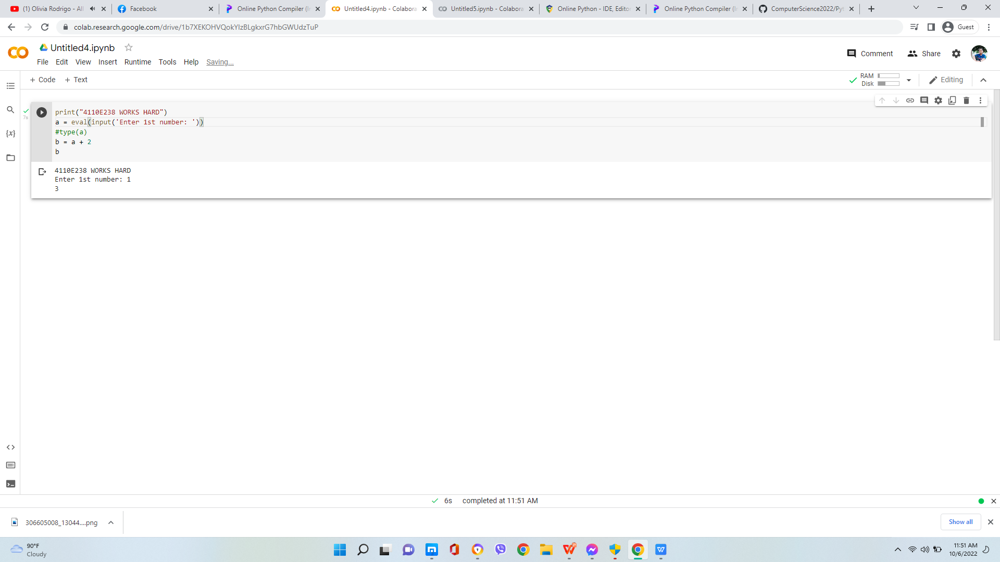 (1) Olivia Rodrigo - All
Facebook
Online Python Compiler (In
Untitled4.ipynb - Colabora
Untitled5.ipynb - Colabora
Online Python - IDE, Editor
Online Python Compiler (In
ComputerScience2022/Pyt
colab.research.google.com/drive/1b7XEKOHVQokYIzBLgkxrG7hbGWUdzTuP
Guest
Untitled4.ipynb
File Edit View Insert Runtime Tools Help Saving...
Comment
Share
+ Code + Text
RAM
Disk
Editing
{x}
7s
print("4110E238 WORKS HARD")
a = eval(input('Enter 1st number: '))
#type(a)
b = a + 2
b
4110E238 WORKS HARD
Enter 1st number: 1
3
6s completed at 11:51 AM
306605008_13044....png
Show all
90°F
Cloudy
11:51 AM
10/6/2022